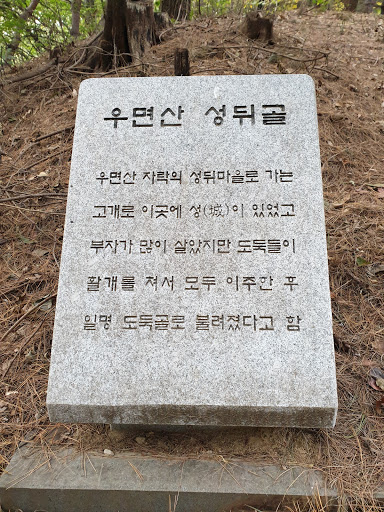 우면산 성뒤골
우면산 자락의 성뒤마을로 가는
고개로 이곳에 성(城)이 있었고
부자가 많이 살았지만 도둑들이
활개를 쳐서 모두 이주한 후
일명 도둑골로 불려졌다고 함